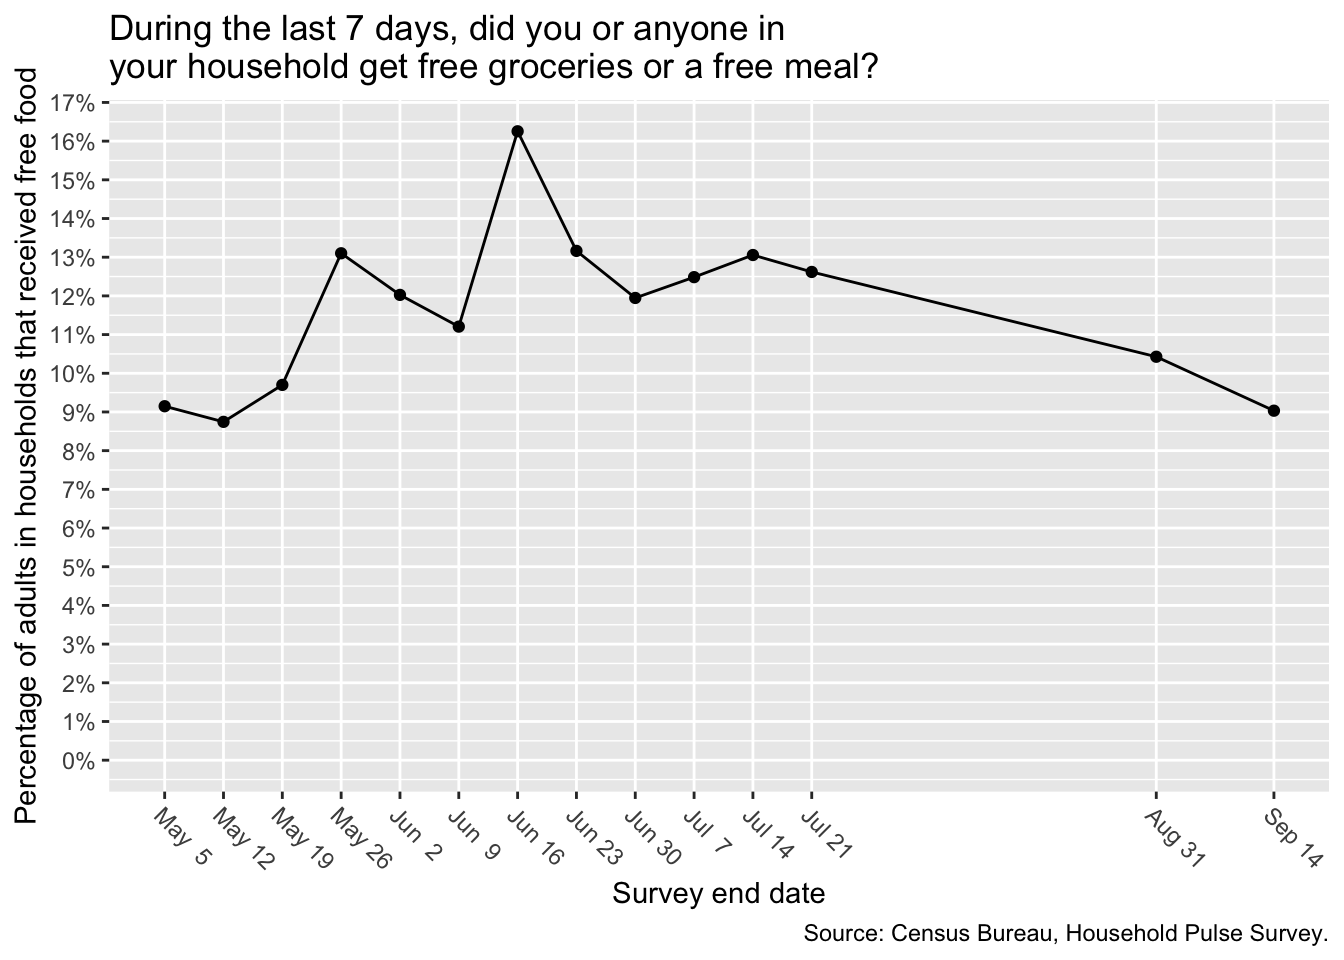 During the last 7 days, did you or anyone in
your household get free groceries or a free meal?
Percentage of adults in households that received free food
17%
16%
15%
14%
13%
12%
11%
10%
9%
8%
7%
6%
5%
4%
3%
2%
1%
0%
May 5
May 12
May 19
May 26
Jun 2
Jun 9
Jun 16
Jun 23
Jun 30
Jul 7
Jul 14
Jul 21
Aug 31
Sep 14
Survey end date
Source: Census Bureau, Household Pulse Survey.